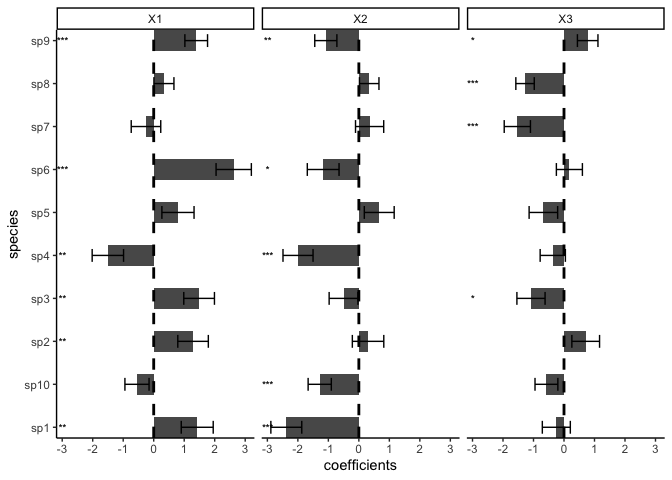 X1 X2 X3
sp9 *** ** *
sp8 ***
sp7 ***
sp6 *** *
sp5
sp4 ** ***
sp3 ** *
sp2 **
sp10 ***
sp1 ** ***
-3 -2 -1 0 1 2 3 -3 -2 -1 0 1 2 3 -3 -2 -1 0 1 2 3
species
coefficients